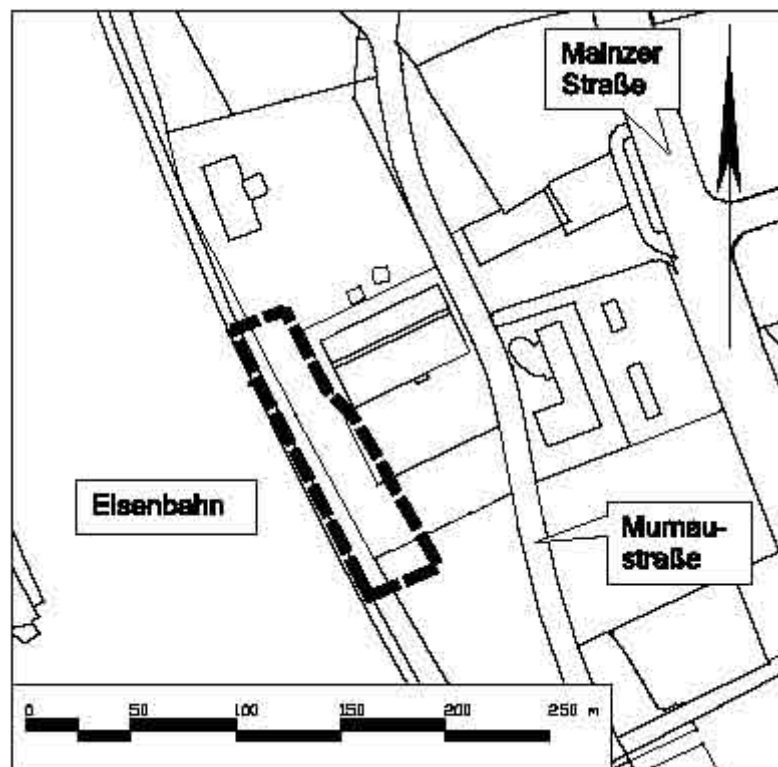 Mainzer
Straße
Eisenbahn
Murnau-
straße
0 50 100 150 200 250 m